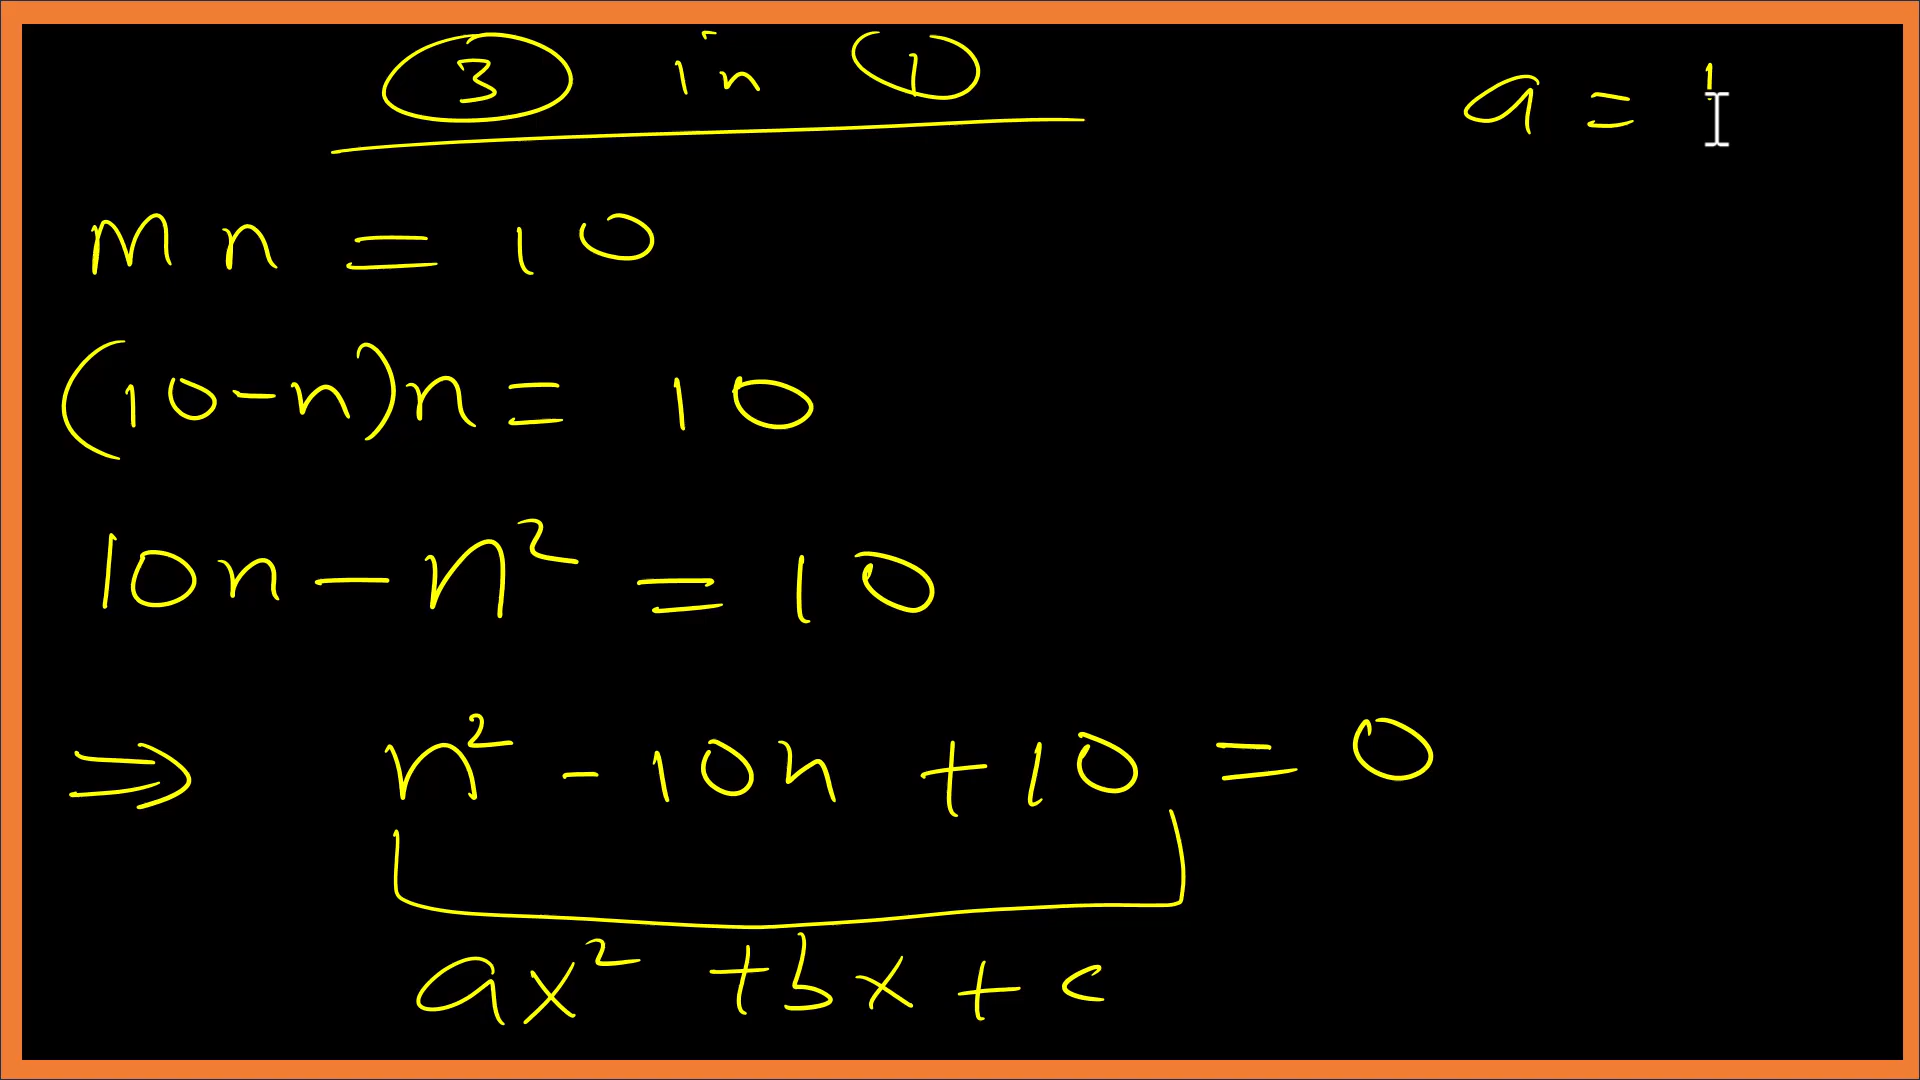 ③ in ①
a = 1
mn = 10
(10-n)n = 10
10n - n² = 10
⇒ n² - 10n + 10 = 0
ax² + bx + c